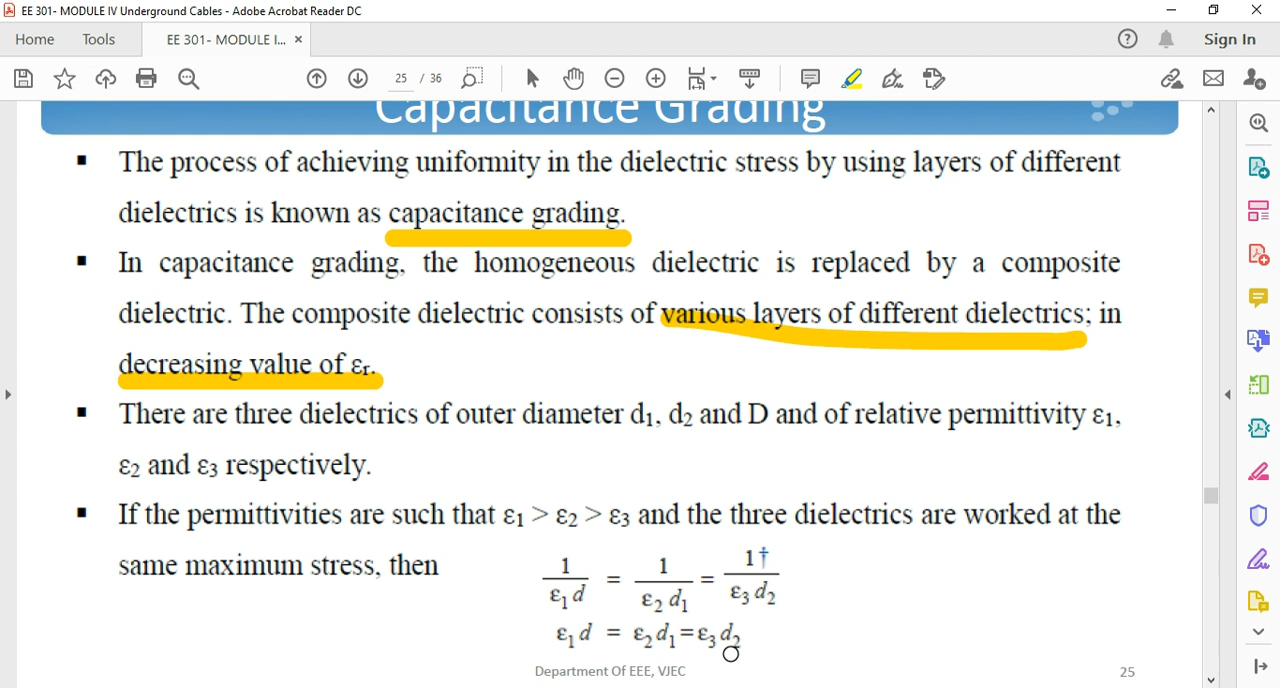 EE 301- MODULE IV Underground Cables - Adobe Acrobat Reader DC
Home Tools EE 301- MODULE I... × Sign In
25 / 36
Capacitance Grading
▪ The process of achieving uniformity in the dielectric stress by using layers of different
dielectrics is known as capacitance grading.
▪ In capacitance grading, the homogeneous dielectric is replaced by a composite
dielectric. The composite dielectric consists of various layers of different dielectrics; in
decreasing value of εr.
▪ There are three dielectrics of outer diameter d₁, d₂ and D and of relative permittivity ε₁,
ε₂ and ε₃ respectively.
▪ If the permittivities are such that ε₁ > ε₂ > ε₃ and the three dielectrics are worked at the
same maximum stress, then
1/ε₁ d = 1/ε₂ d₁ = 1†/ε₃ d₂
ε₁ d = ε₂ d₁ = ε₃ d₂
Department Of EEE, VJEC 25